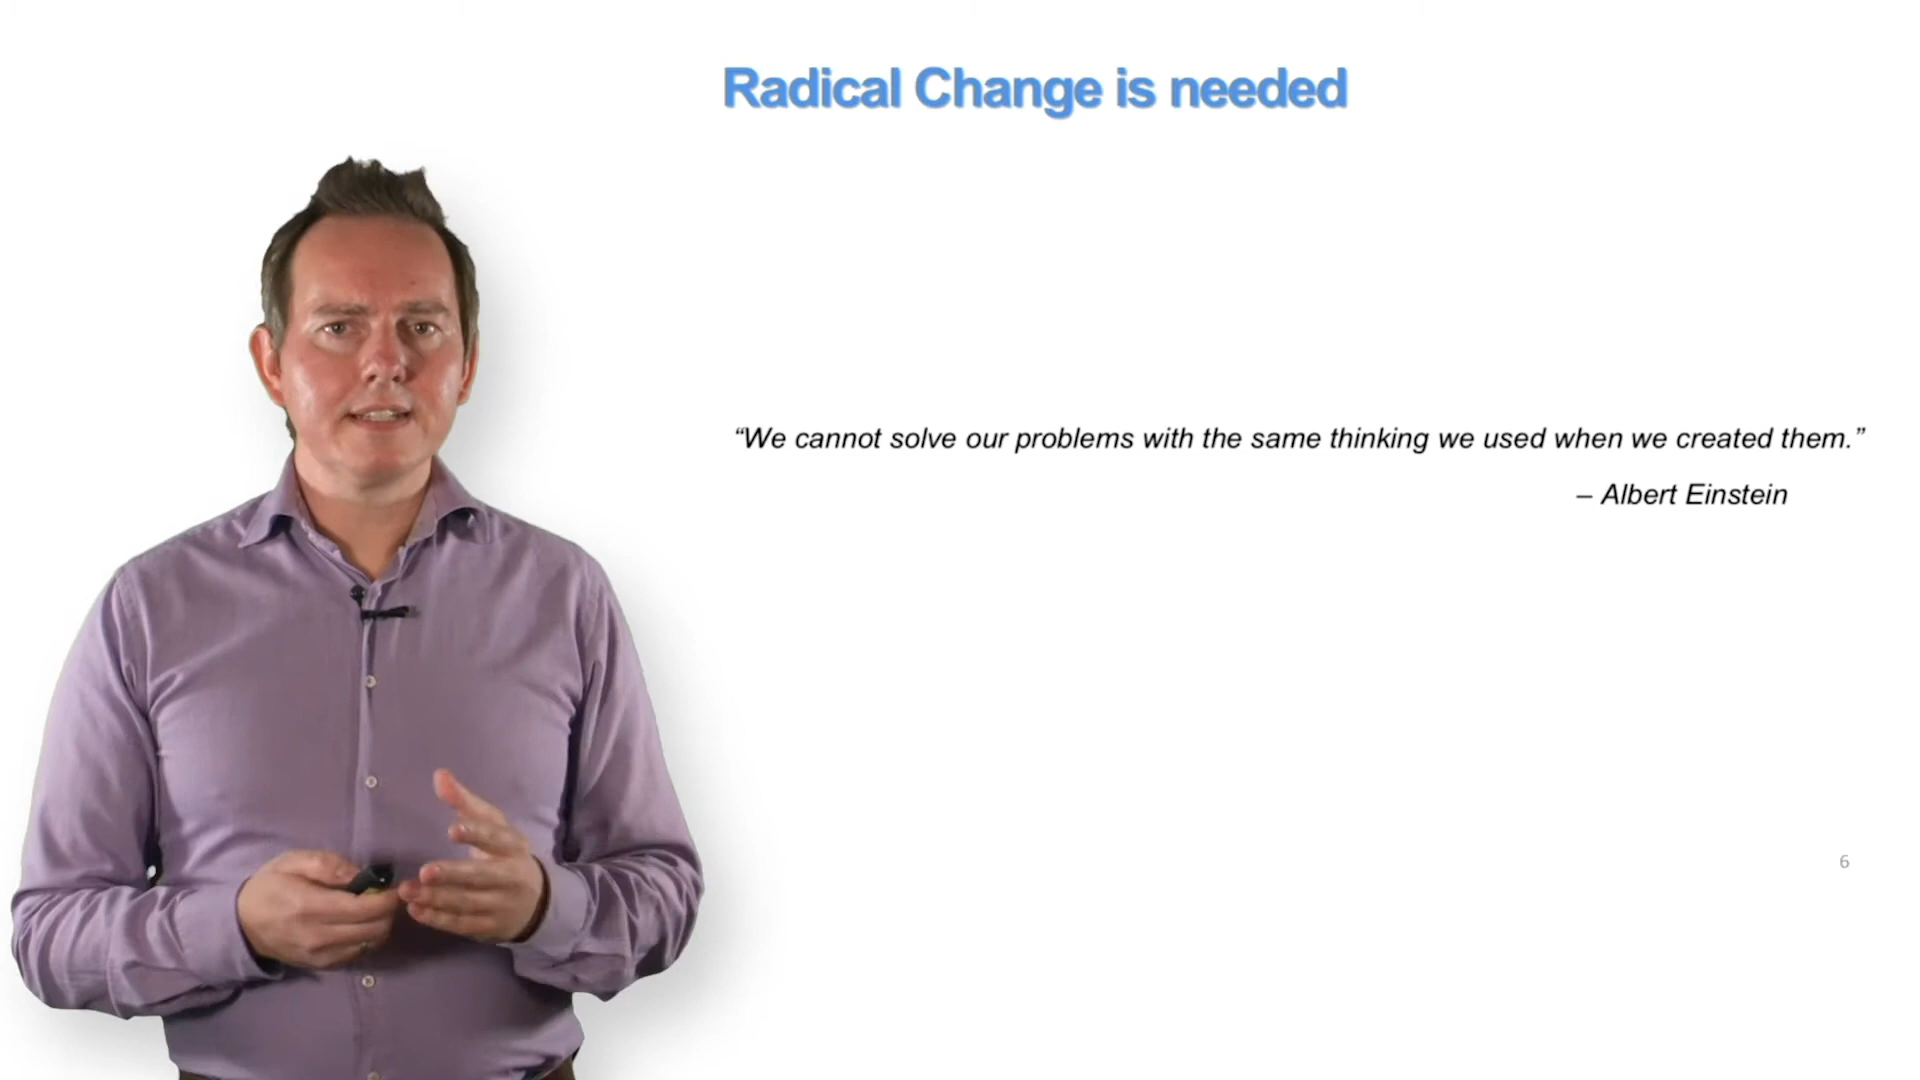 Radical Change is needed
“We cannot solve our problems with the same thinking we used when we created them.”
– Albert Einstein
6